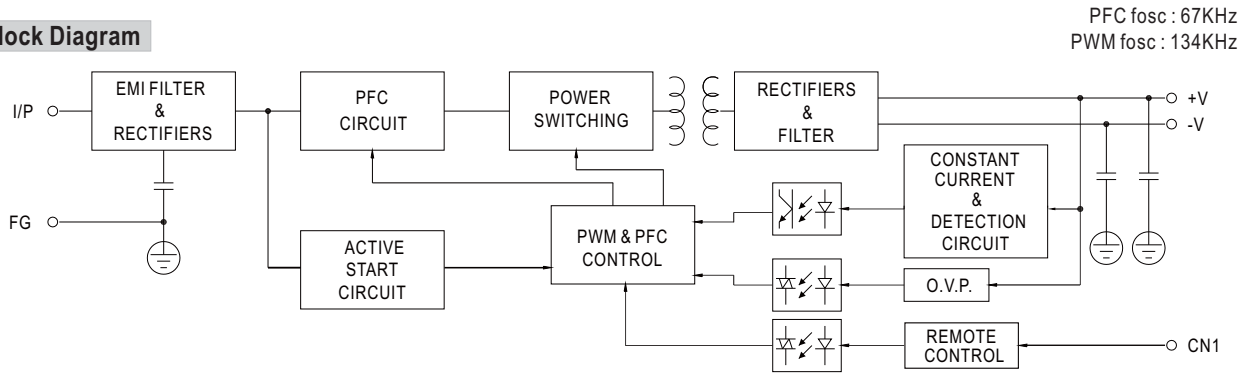 PFC fosc : 67KHz
lock Diagram
PWM fosc : 134KHz
I/P
EMI FILTER
&
RECTIFIERS
PFC
CIRCUIT
POWER
SWITCHING
RECTIFIERS
&
FILTER
+V
-V
FG
ACTIVE
START
CIRCUIT
PWM & PFC
CONTROL
CONSTANT
CURRENT
&
DETECTION
CIRCUIT
O.V.P.
REMOTE
CONTROL
CN1